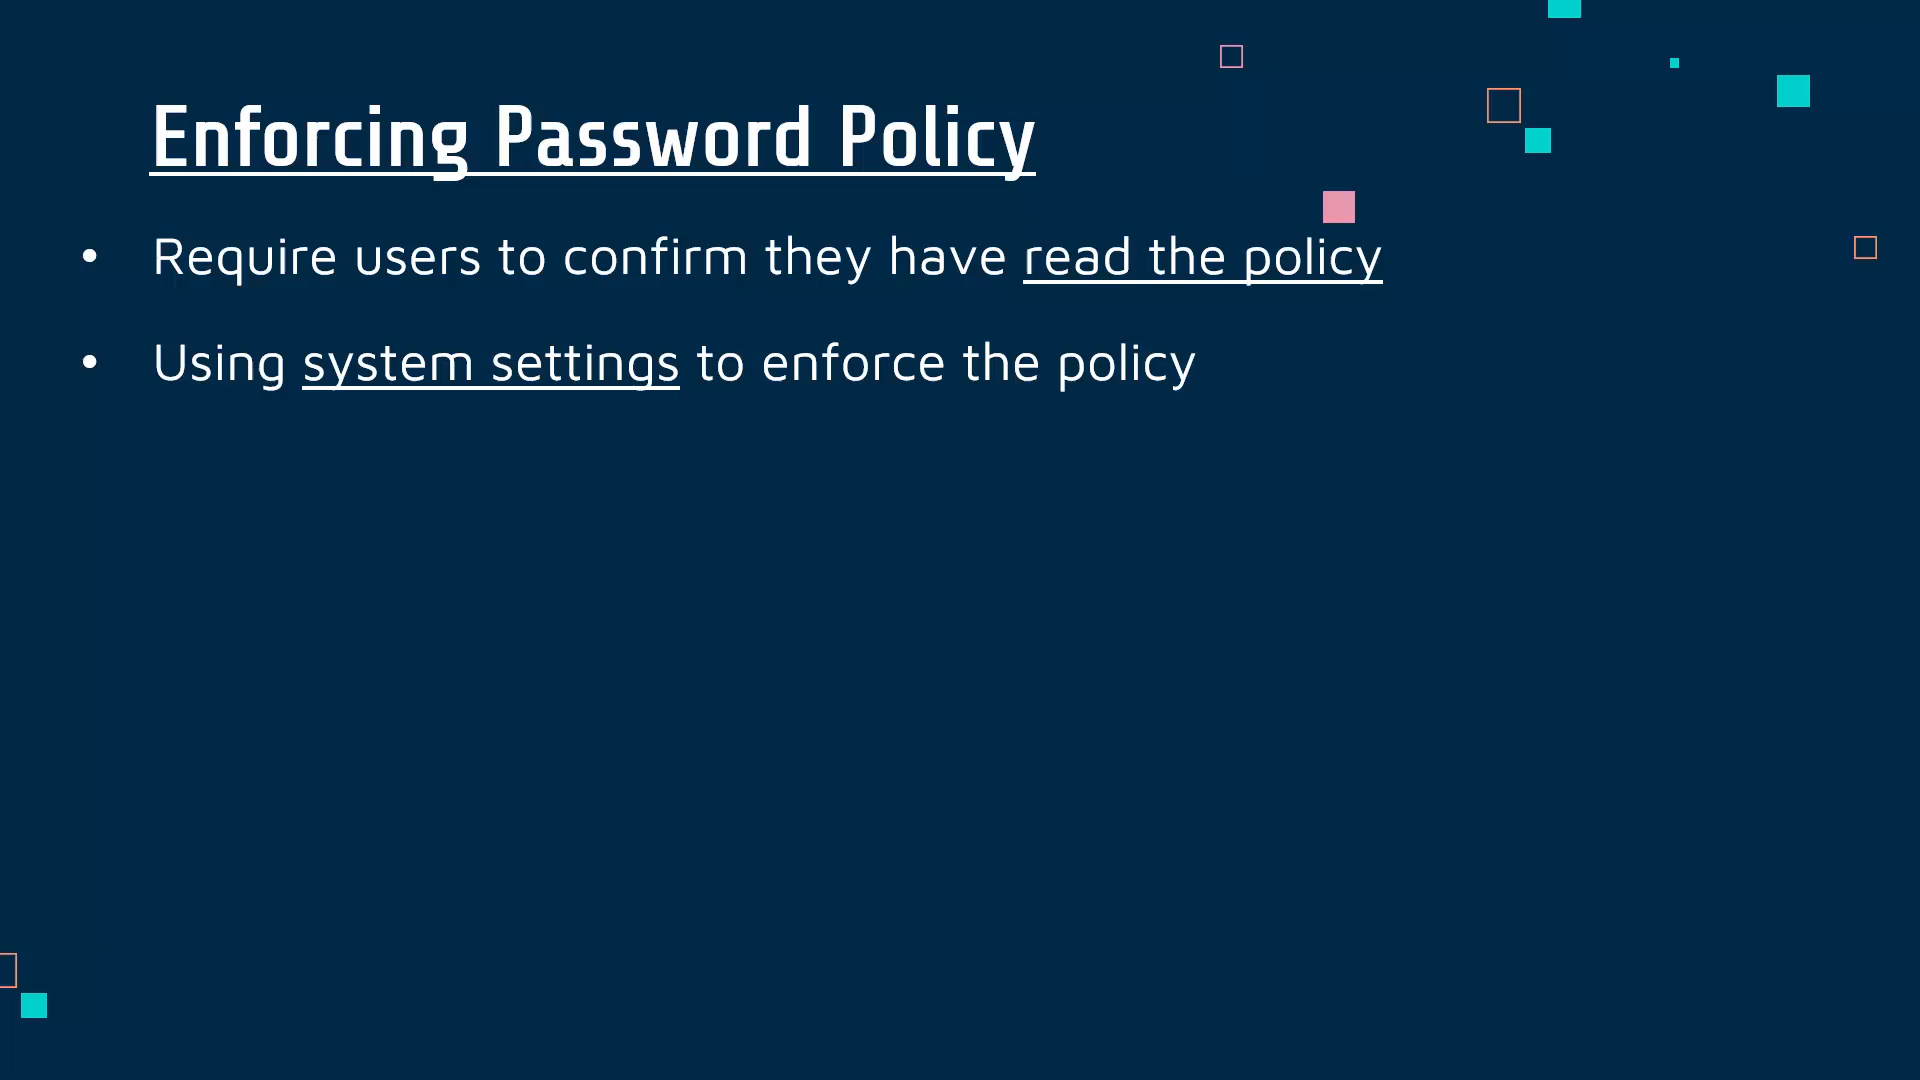 Enforcing Password Policy
• Require users to confirm they have read the policy
• Using system settings to enforce the policy